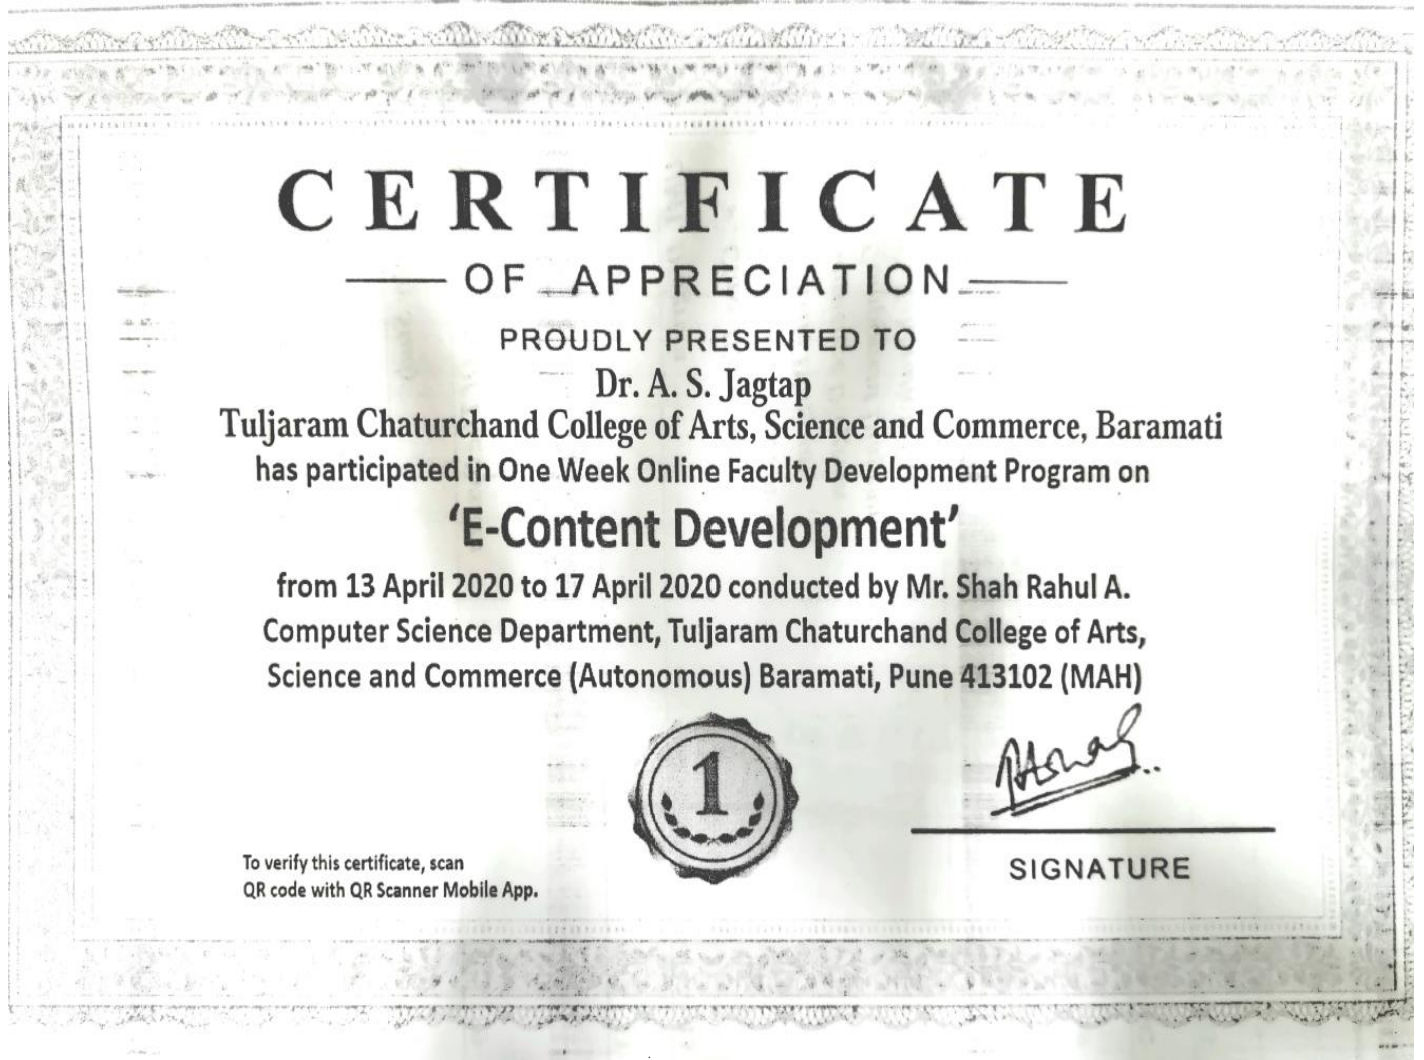 CERTIFICATE
OF APPRECIATION
PROUDLY PRESENTED TO
Dr. A. S. Jagtap
Tuljaram Chaturchand College of Arts, Science and Commerce, Baramati
has participated in One Week Online Faculty Development Program on
‘E-Content Development’
from 13 April 2020 to 17 April 2020 conducted by Mr. Shah Rahul A.
Computer Science Department, Tuljaram Chaturchand College of Arts,
Science and Commerce (Autonomous) Baramati, Pune 413102 (MAH)
1
To verify this certificate, scan
QR code with QR Scanner Mobile App.
SIGNATURE